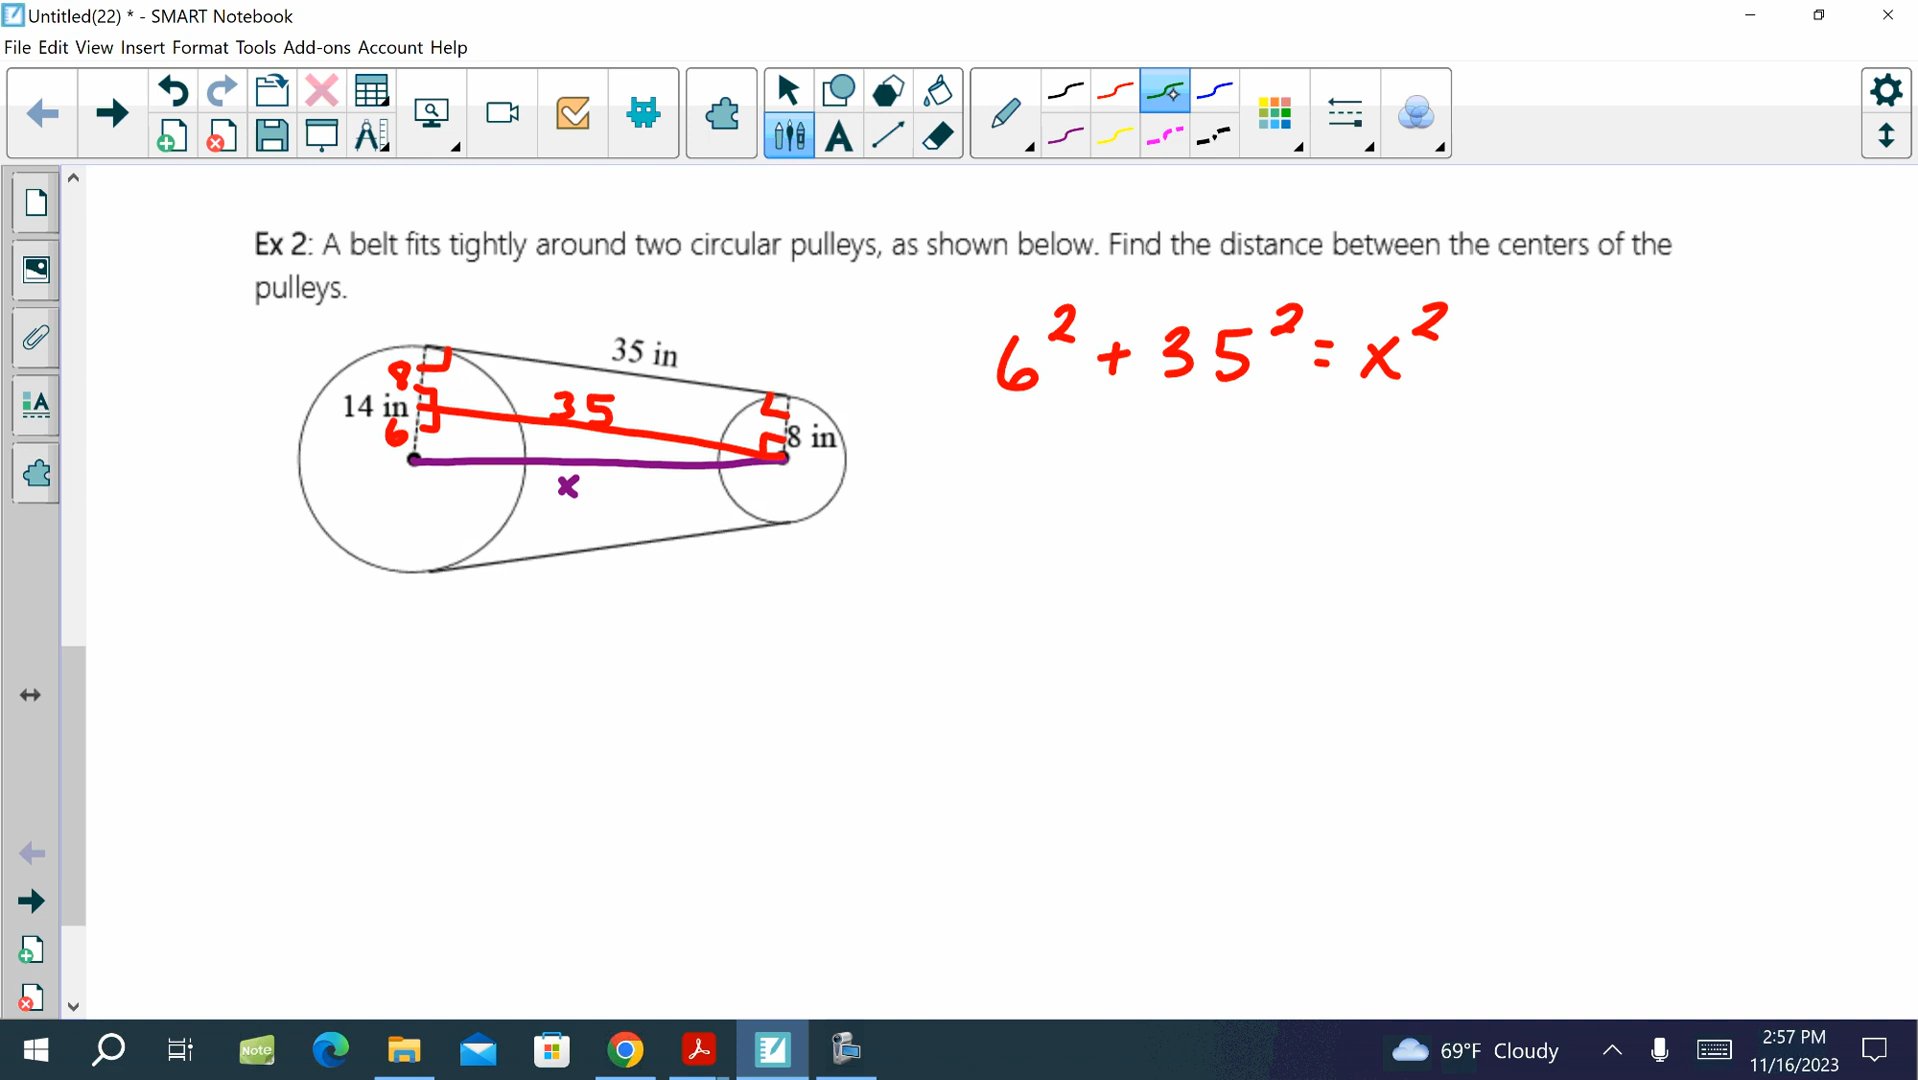 Untitled(22) * - SMART Notebook
File Edit View Insert Format Tools Add-ons Account Help
Ex 2: A belt fits tightly around two circular pulleys, as shown below. Find the distance between the centers of the
pulleys.
6² + 35² = x²
35 in
8
14 in
35
6
8 in
x
A
A
Note
69°F Cloudy
2:57 PM
11/16/2023